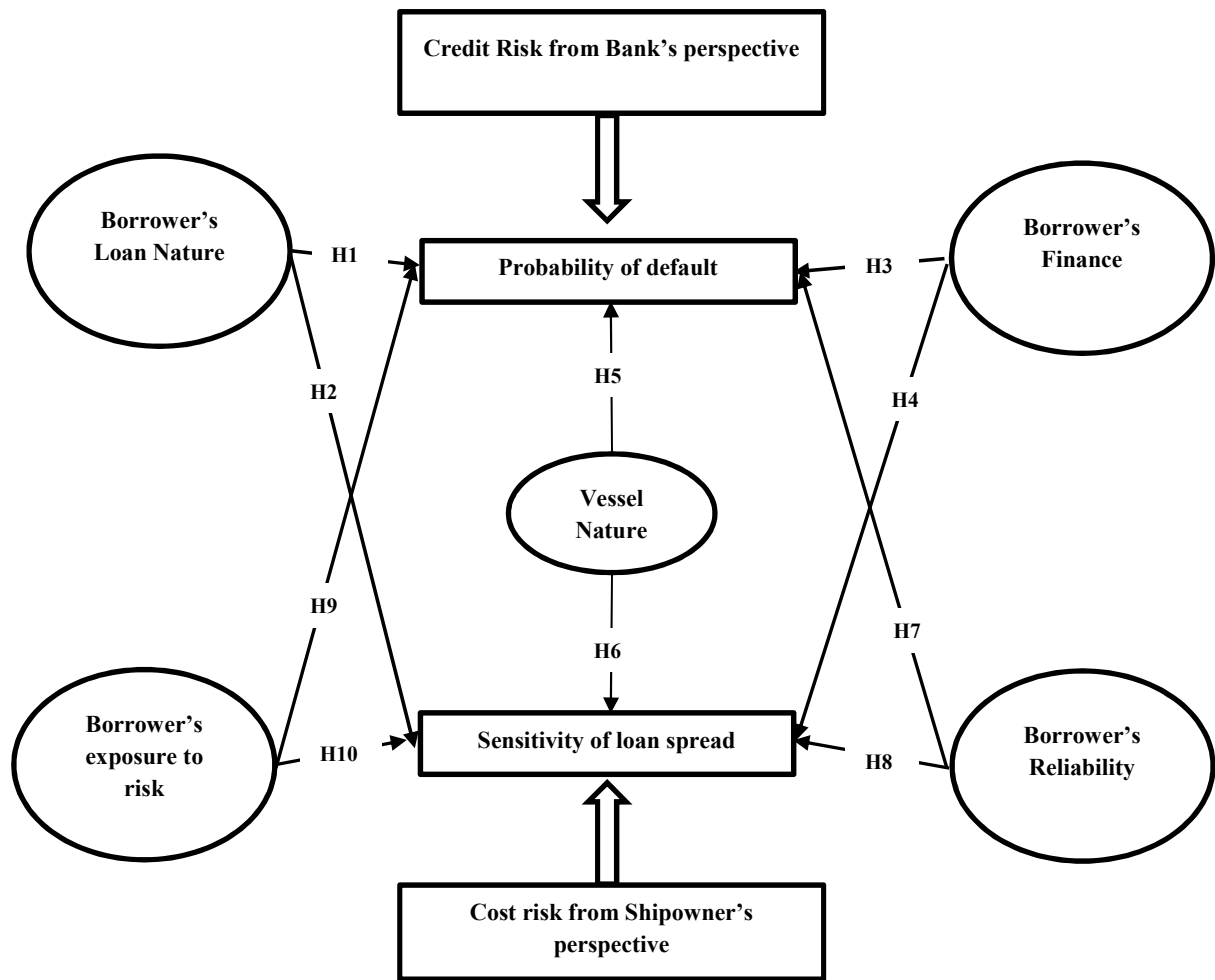 Credit Risk from Bank’s perspective
Borrower’s
Loan Nature
Borrower’s
Finance
H1
Probability of default
H3
H5
H2
H4
Vessel
Nature
H9
H7
H6
Borrower’s
exposure to
risk
H10
Sensitivity of loan spread
H8
Borrower’s
Reliability
Cost risk from Shipowner’s
perspective